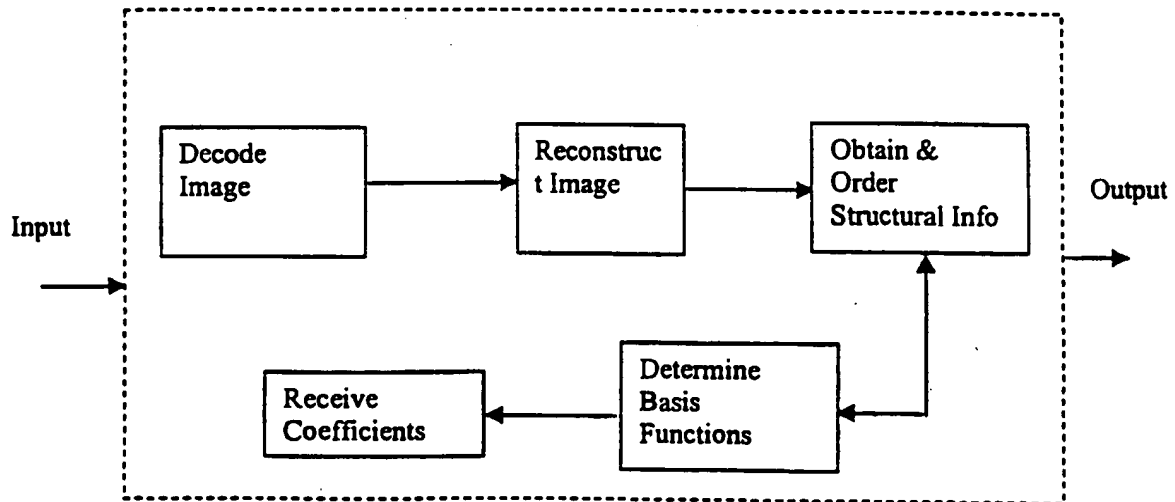 Input
Decode
Image
Reconstruc
t Image
Obtain &
Order
Structural Info
Output
Receive
Coefficients
Determine
Basis
Functions